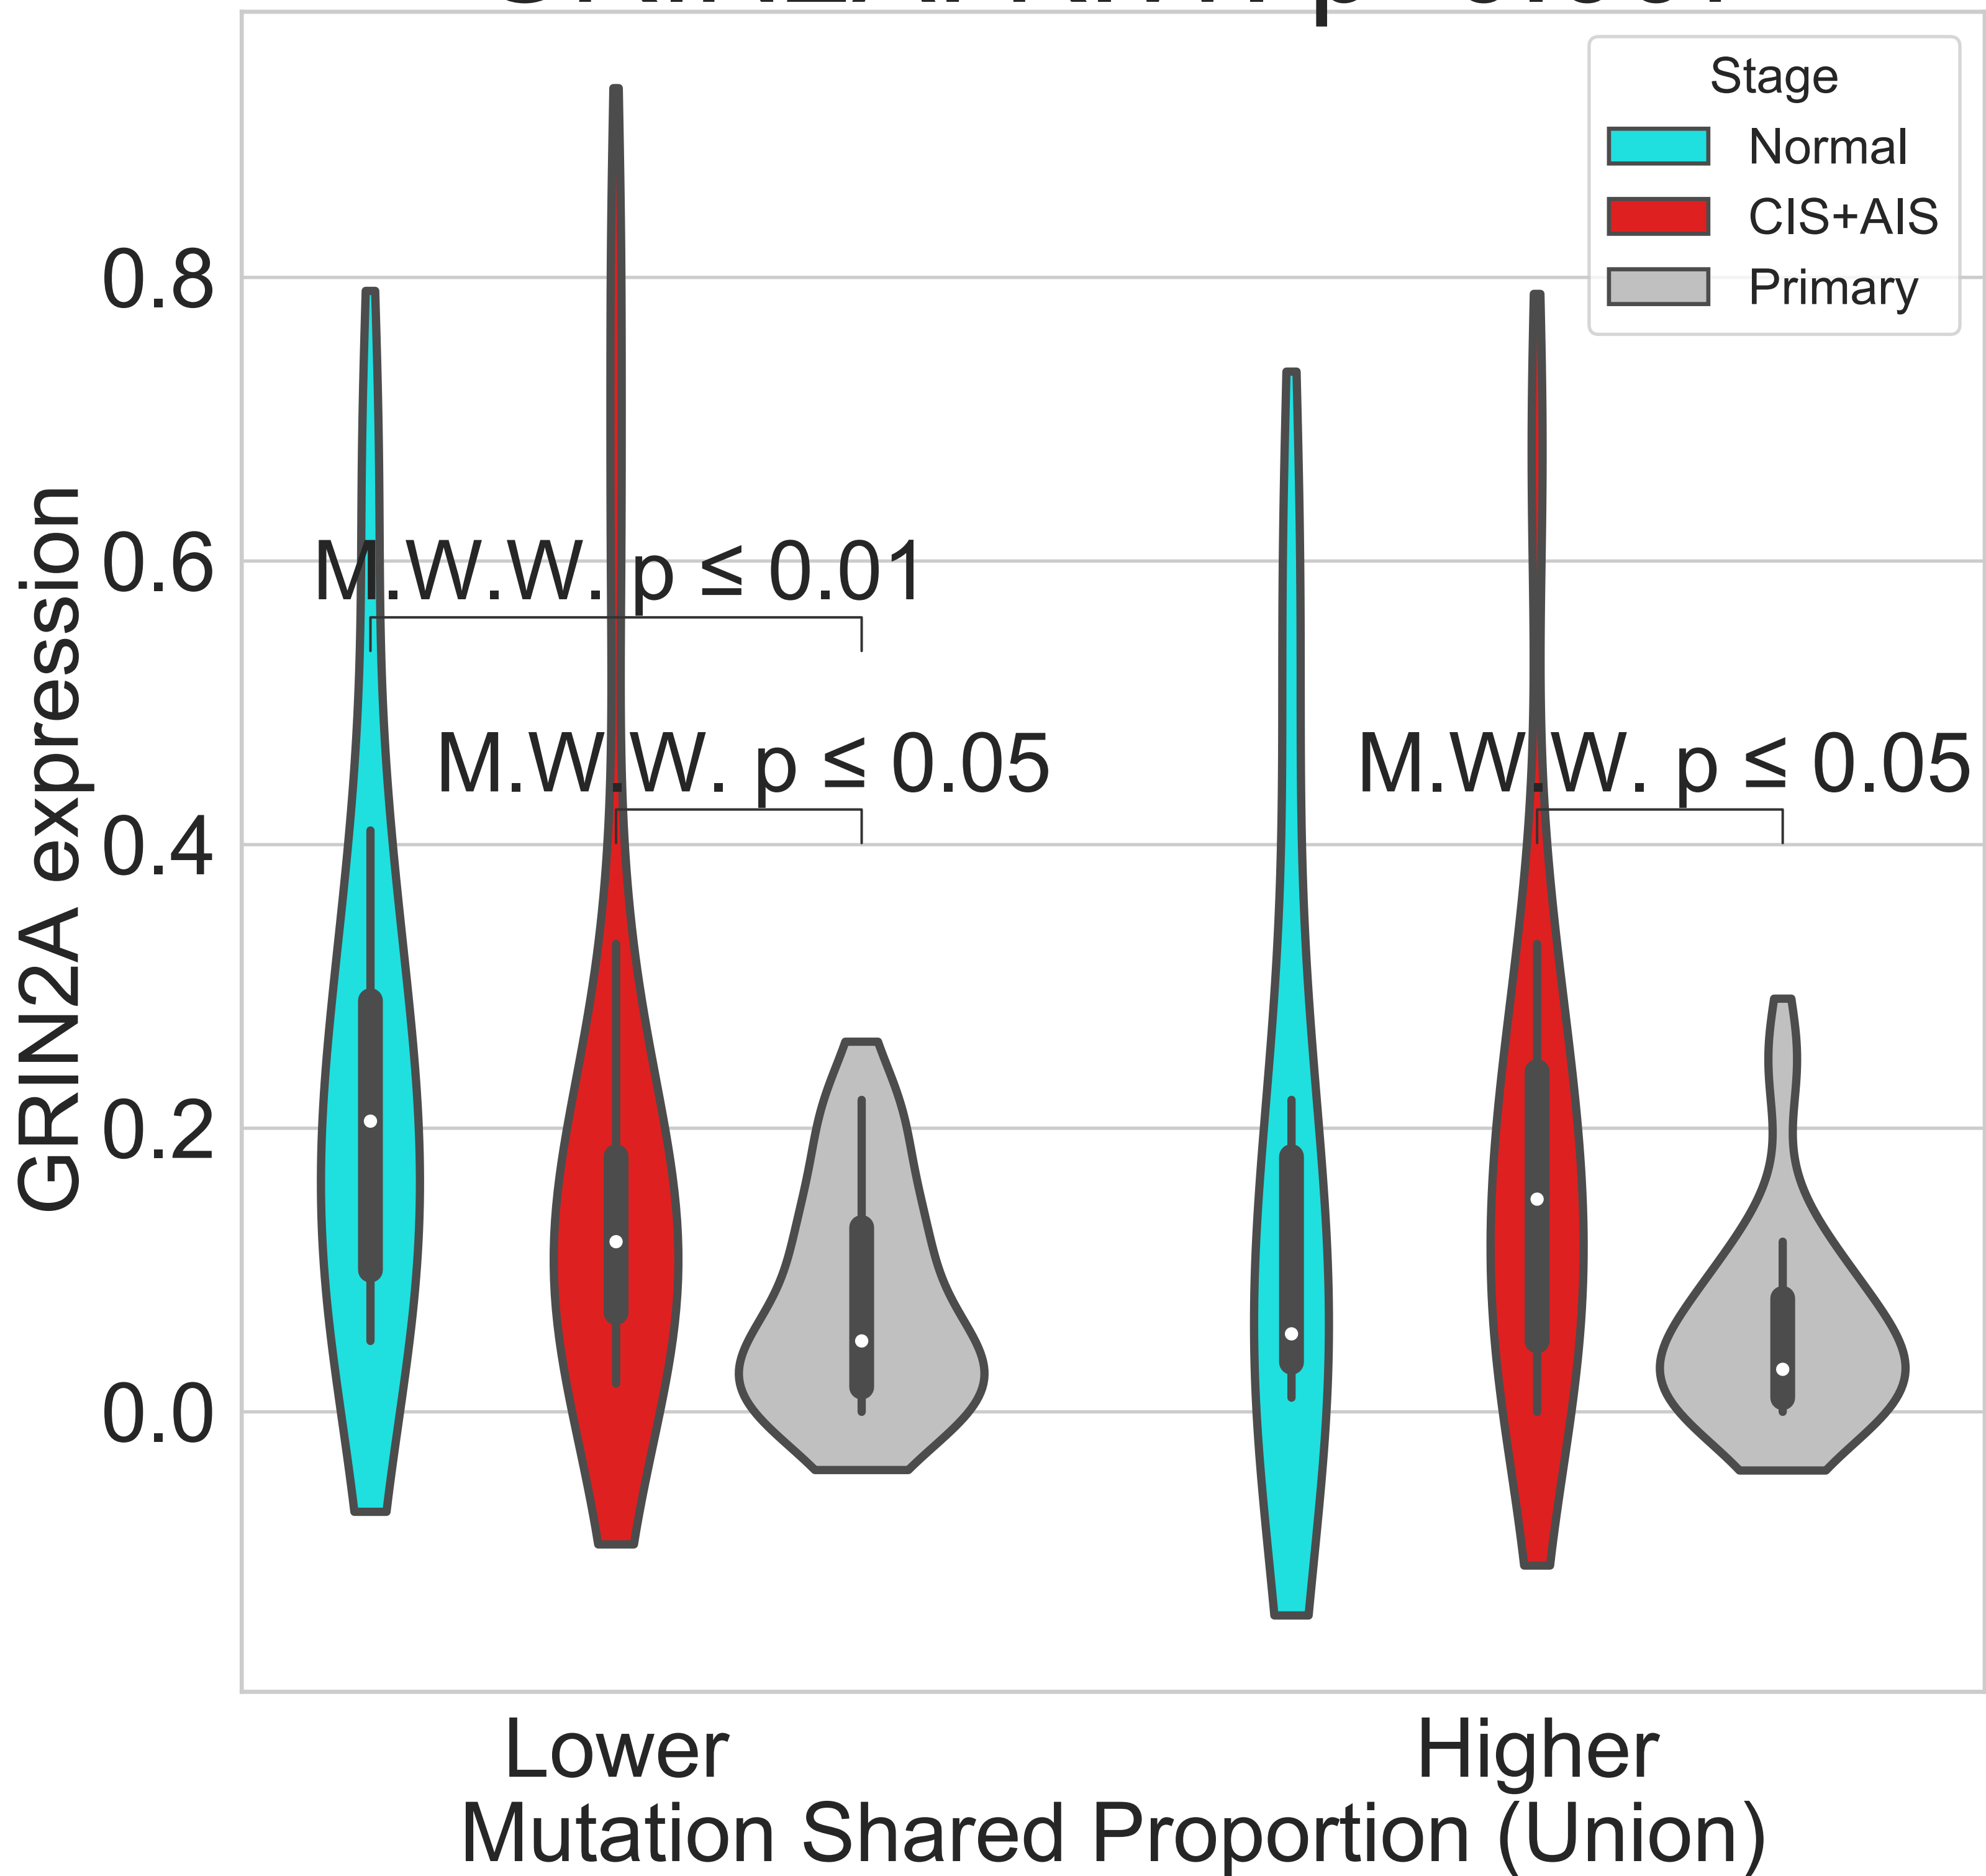 Stage
Normal
CIS+AIS
Primary
0.8
0.6
0.4
0.2
0.0
GRIN2A expression
M.W.W. p ≤ 0.01
M.W.W. p ≤ 0.05
M.W.W. p ≤ 0.05
Lower
Higher
Mutation Shared Proportion (Union)